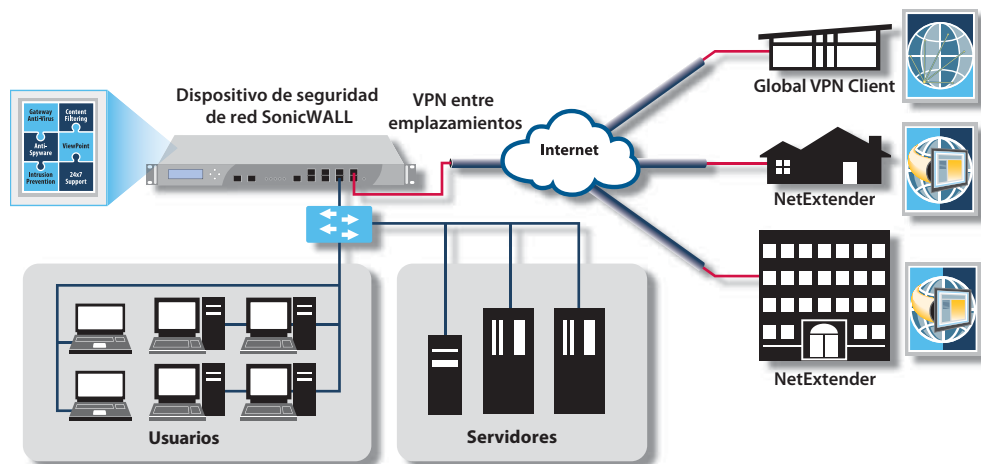 Gateway
Anti-Virus
Content
Filtering
Anti-
Spyware
ViewPoint
Intrusion
Prevention
24x7
Support
Dispositivo de seguridad
de red SonicWALL
VPN entre
emplazamientos
Internet
Global VPN Client
NetExtender
NetExtender
Usuarios
Servidores